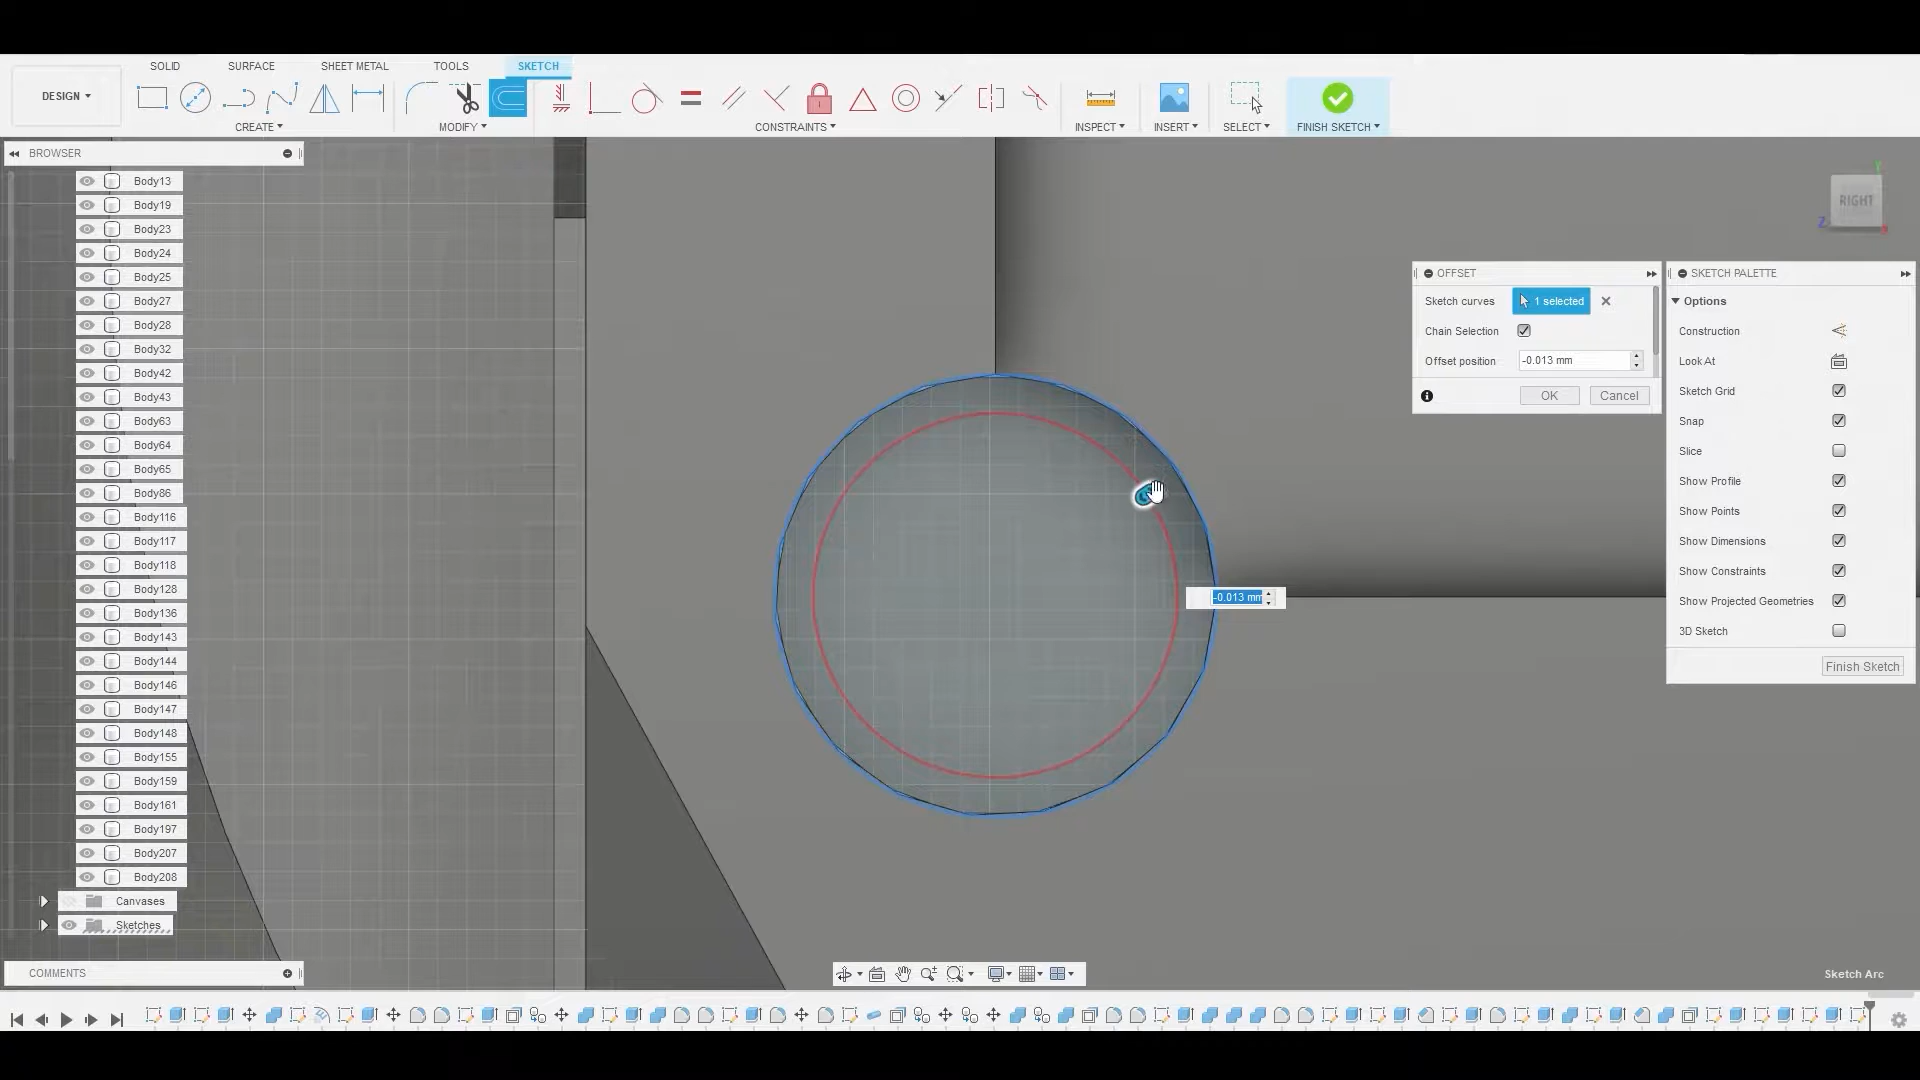 SOLID SURFACE SHEET METAL TOOLS SKETCH
DESIGN
CREATE MODIFY CONSTRAINTS INSPECT INSERT SELECT FINISH SKETCH
BROWSER
Body13
Body19
Body23
Body24
Body25
Body27
Body28
Body32
Body42
Body43
Body63
Body64
Body65
Body86
Body116
Body117
Body118
Body128
Body136
Body143
Body144
Body146
Body147
Body148
Body155
Body159
Body161
Body197
Body207
Body208
Canvases
Sketches
COMMENTS
Y
RIGHT
Z
OFFSET
Sketch curves 1 selected
Chain Selection
Offset position -0.013 mm
OK Cancel
-0.013 mm
SKETCH PALETTE
Options
Construction
Look At
Sketch Grid
Snap
Slice
Show Profile
Show Points
Show Dimensions
Show Constraints
Show Projected Geometries
3D Sketch
Finish Sketch
Sketch Arc